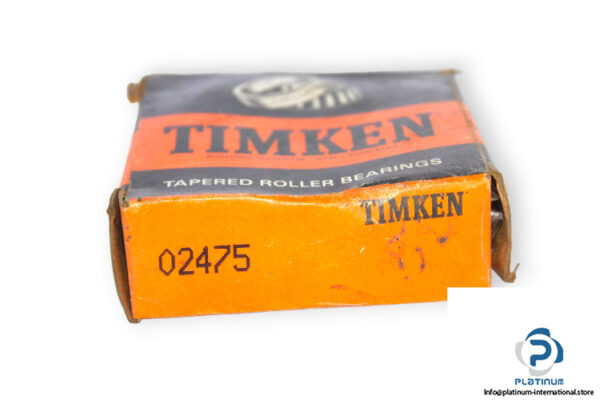 TIMKEN
TAPERED ROLLER BEARINGS
TIMKEN
02475
PLATINUM
Info@platinum-international.store